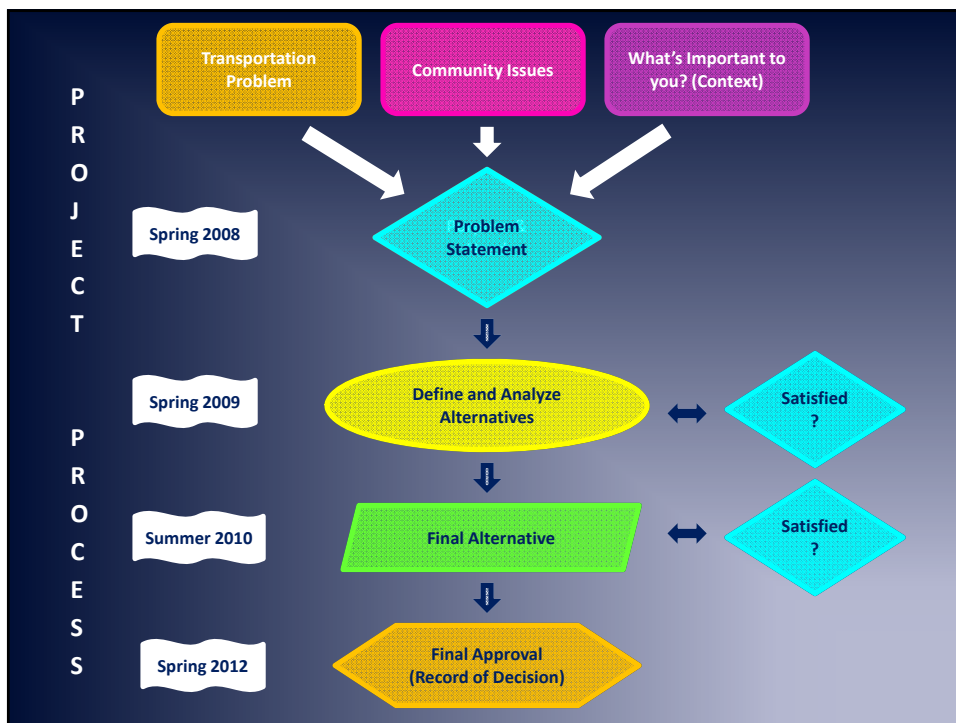 Transportation
Problem
Community Issues
What's Important to
you? (Context)
P
R
O
J
E
C
T
P
R
O
C
E
S
S
Spring 2008
Problem
Statement
Spring 2009
Define and Analyze
Alternatives
Satisfied
?
Summer 2010
Final Alternative
Satisfied
?
Spring 2012
Final Approval
(Record of Decision)